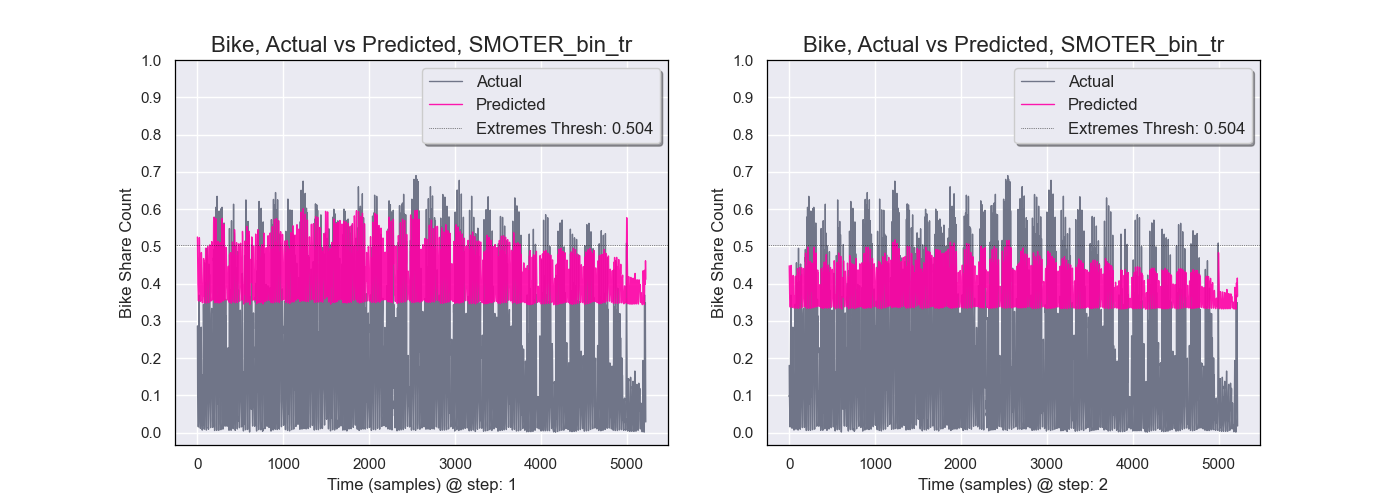 Bike, Actual vs Predicted, SMOTER_bin_tr
Actual
Predicted
Extremes Thresh: 0.504
1.0
0.9
0.8
0.7
0.6
0.5
0.4
0.3
0.2
0.1
0.0
Bike Share Count
0 1000 2000 3000 4000 5000
Time (samples) @ step: 1
Bike, Actual vs Predicted, SMOTER_bin_tr
Actual
Predicted
Extremes Thresh: 0.504
1.0
0.9
0.8
0.7
0.6
0.5
0.4
0.3
0.2
0.1
0.0
Bike Share Count
0 1000 2000 3000 4000 5000
Time (samples) @ step: 2